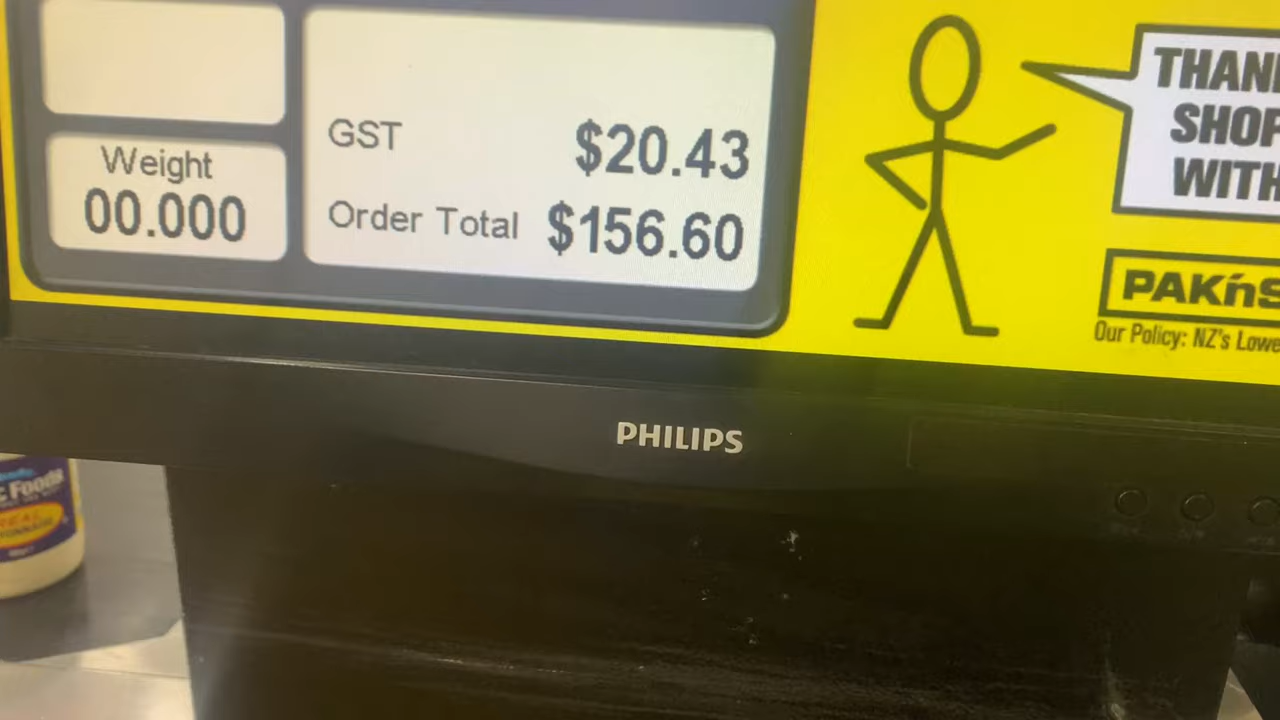 GST $20.43
Weight
00.000
Order Total $156.60
SHOP
WITH
PAK'nS
Our Policy: NZ's Lowe
PHILIPS
Foods
REAL